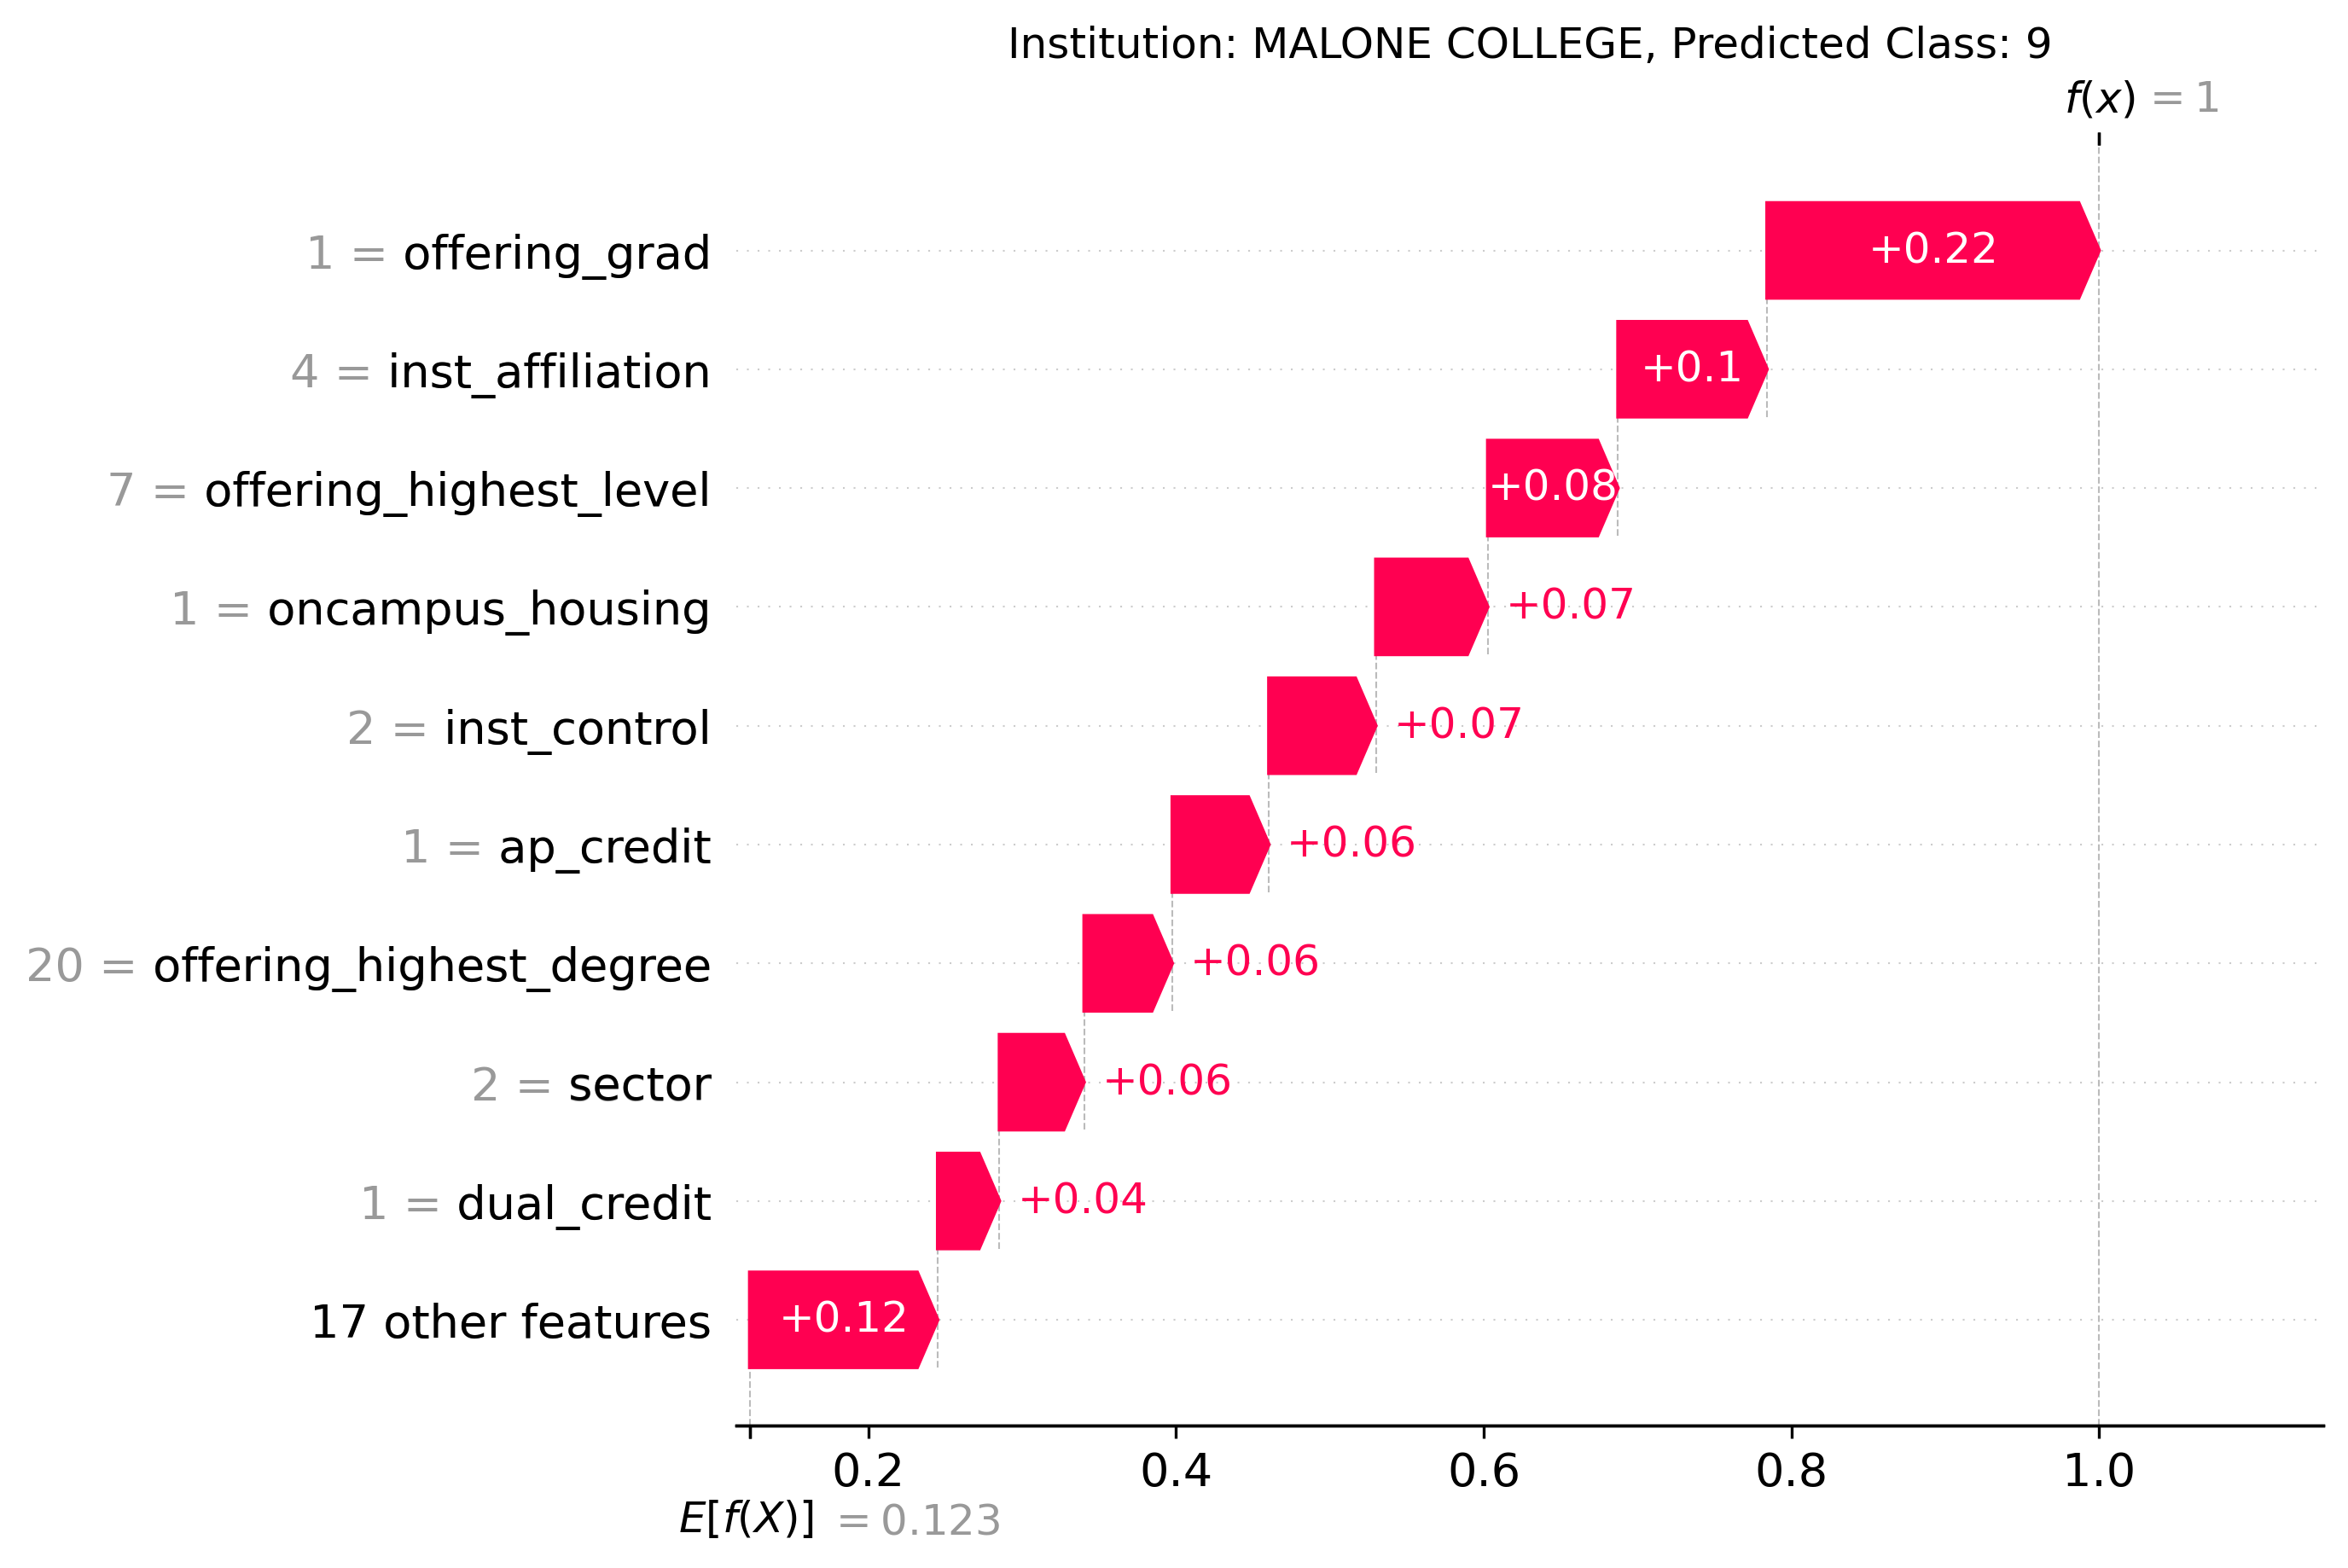 Institution: MALONE COLLEGE, Predicted Class: 9
f(x) = 1
1 = offering_grad +0.22
4 = inst_affiliation +0.1
7 = offering_highest_level +0.08
1 = oncampus_housing +0.07
2 = inst_control +0.07
1 = ap_credit +0.06
20 = offering_highest_degree +0.06
2 = sector +0.06
1 = dual_credit +0.04
17 other features +0.12
0.2 0.4 0.6 0.8 1.0
E[f(X)] = 0.123